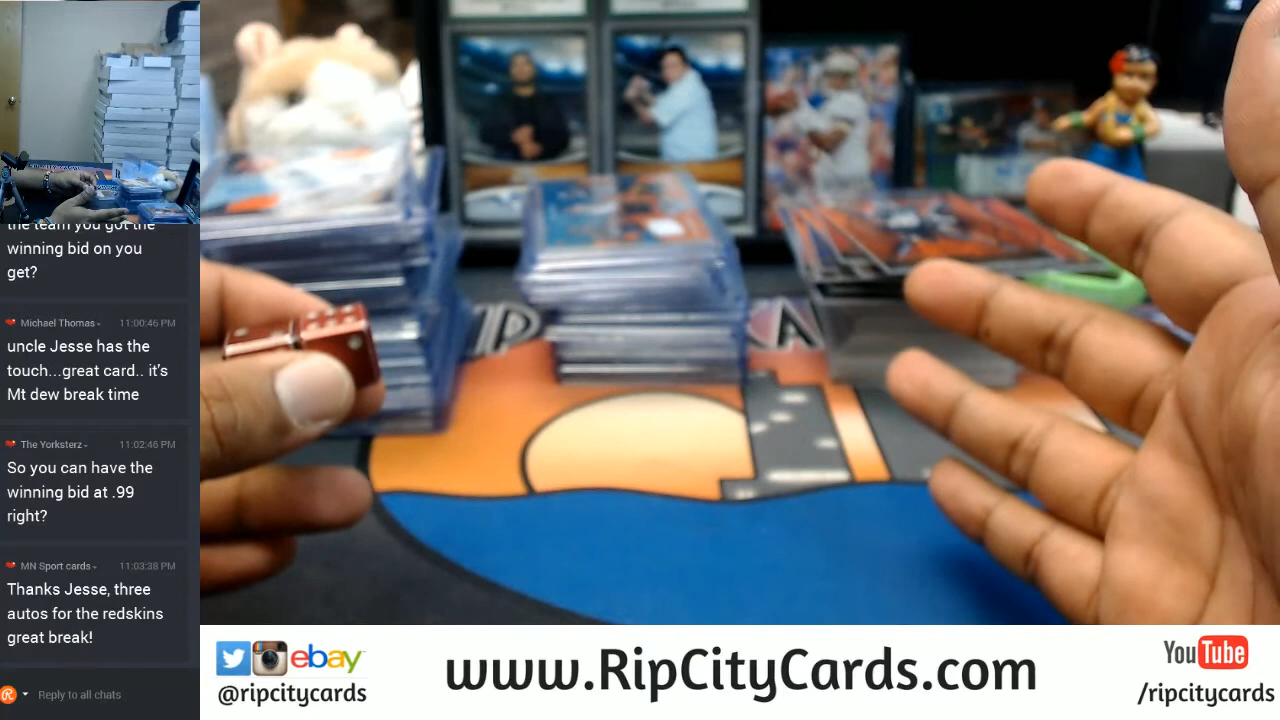 the team you got the
winning bid on you
get?
Michael Thomas 11:00:46 PM
uncle Jesse has the
touch...great card.. it's
Mt dew break time
The Yorksterz 11:02:46 PM
So you can have the
winning bid at .99
right?
MN Sport cards 11:03:38 PM
Thanks Jesse, three
autos for the redskins
great break!
Reply to all chats
P A
ebay
@ripcitycards
www.RipCityCards.com
YouTube
/ripcitycards